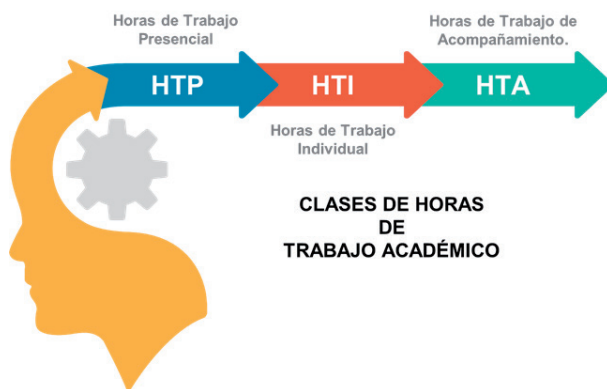 Horas de Trabajo
Presencial
Horas de Trabajo de
Acompañamiento.
HTP
HTI
HTA
Horas de Trabajo
Individual
CLASES DE HORAS
DE
TRABAJO ACADÉMICO